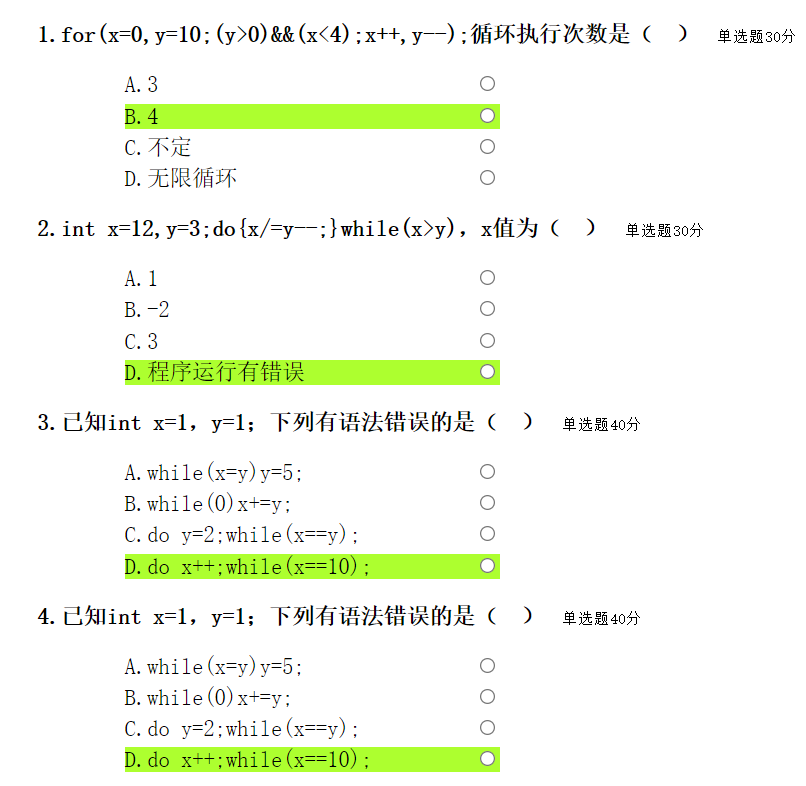 1.for(x=0,y=10;(y>0)&&(x<4);x++,y--);循环执行次数是（ ） 单选题30分
A.3
B.4
C.不定
D.无限循环
2.int x=12,y=3;do{x/=y--;}while(x>y)，x值为（ ） 单选题30分
A.1
B.-2
C.3
D.程序运行有错误
3.已知int x=1，y=1；下列有语法错误的是（ ） 单选题40分
A.while(x=y)y=5;
B.while(0)x+=y;
C.do y=2;while(x==y);
D.do x++;while(x==10);
4.已知int x=1，y=1；下列有语法错误的是（ ） 单选题40分
A.while(x=y)y=5;
B.while(0)x+=y;
C.do y=2;while(x==y);
D.do x++;while(x==10);